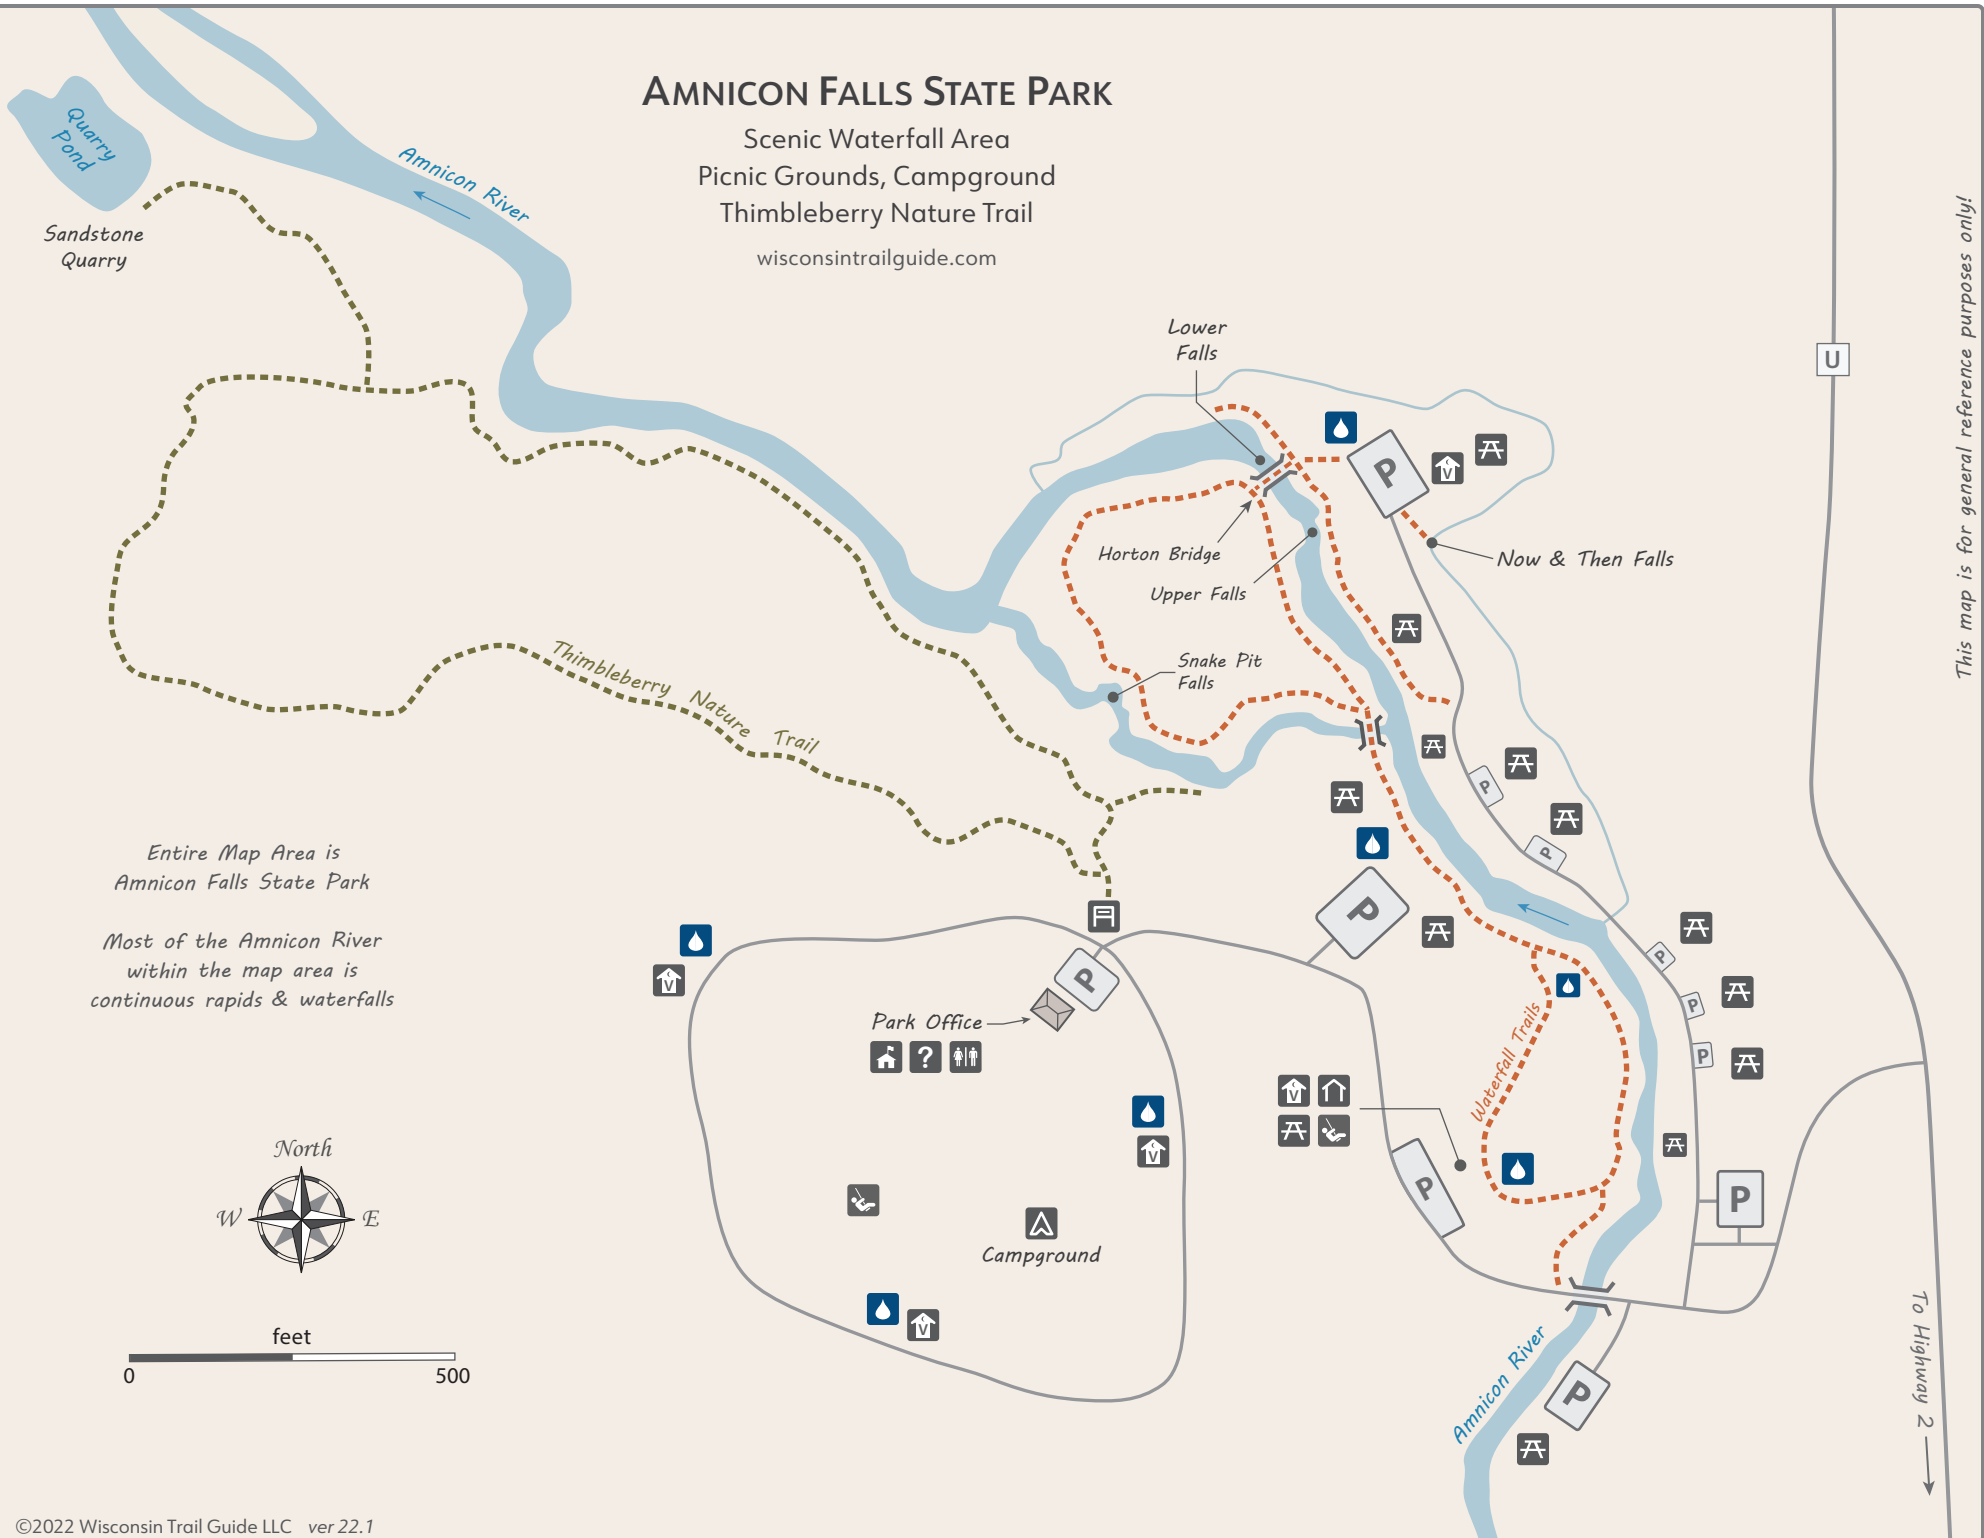 AMNICON FALLS STATE PARK
Scenic Waterfall Area
Picnic Grounds, Campground
Thimbleberry Nature Trail
wisconsintrailguide.com
Quarry
Pond
Sandstone
Quarry
Amnicon River
Lower
Falls
U
This map is for general reference purposes only!
P
V
Horton Bridge
Now & Then Falls
Upper Falls
Snake Pit
Falls
Thimbleberry Nature Trail
P
P
Entire Map Area is
Amnicon Falls State Park
Most of the Amnicon River
within the map area is
continuous rapids & waterfalls
P
P
V
P
P
P
Park Office
?
Waterfall Trails
V
V
P
P
North
W
E
Campground
V
feet
0
500
Amnicon River
P
To Highway 2
©2022 Wisconsin Trail Guide LLC ver 22.1